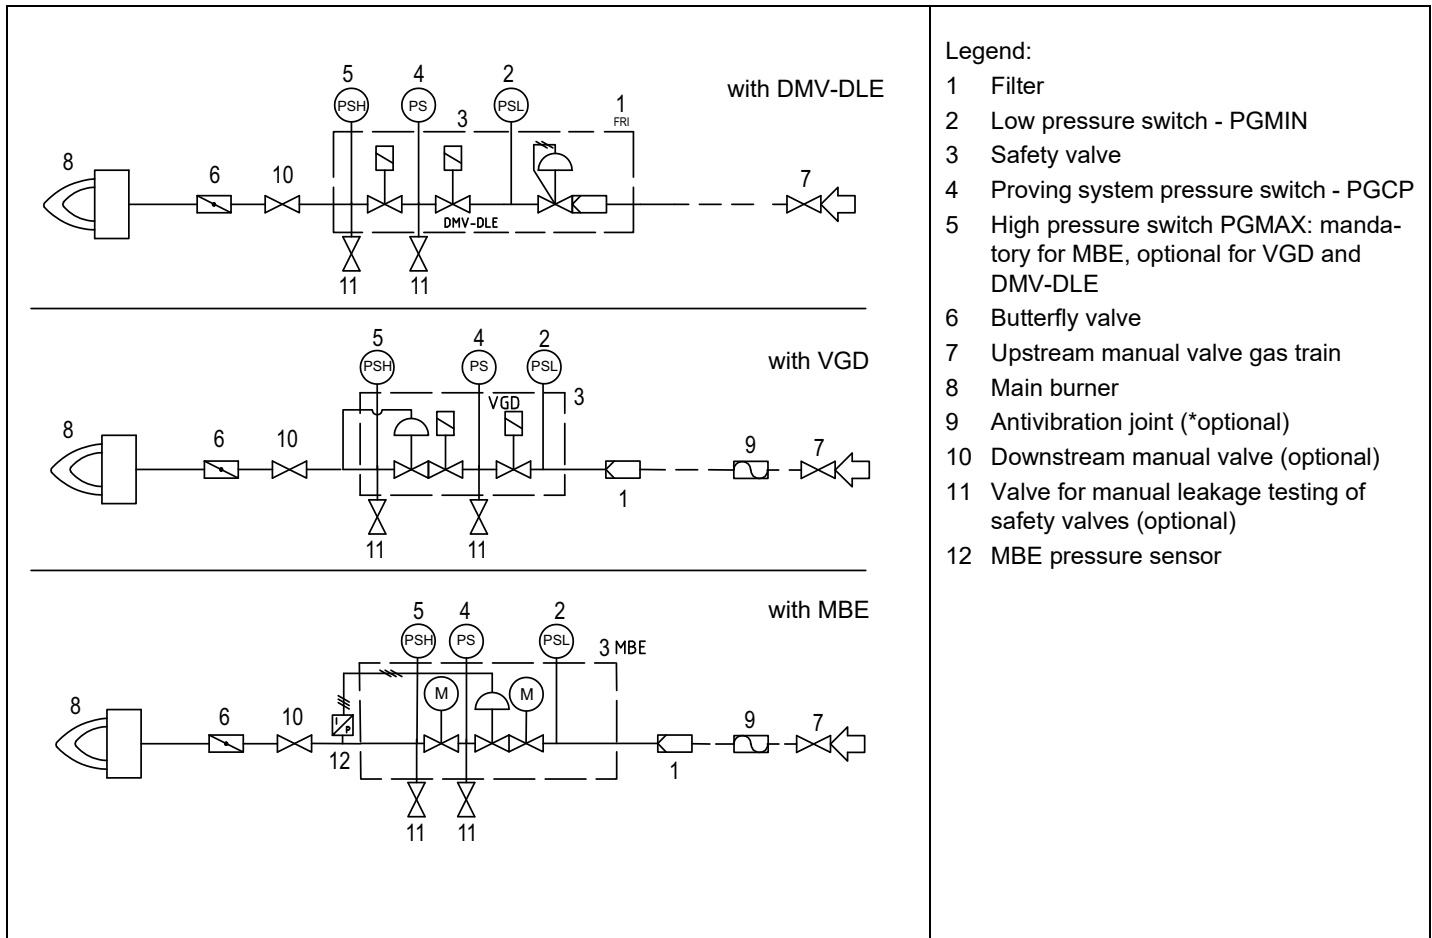 5 4 2 with DMV-DLE
PSH PS PSL 1
FRI
3
8 6 10 7
DMV-DLE
11 11
5 4 2 with VGD
PSH PS PSL
VGD 3
8 6 10 9 7
1
11 11
with MBE
5 4 2
PSH PS PSL
3 MBE
M M
8 6 10 9 7
I/P
12 1
11 11
Legend:
1 Filter
2 Low pressure switch - PGMIN
3 Safety valve
4 Proving system pressure switch - PGCP
5 High pressure switch PGMAX: manda-
tory for MBE, optional for VGD and
DMV-DLE
6 Butterfly valve
7 Upstream manual valve gas train
8 Main burner
9 Antivibration joint (*optional)
10 Downstream manual valve (optional)
11 Valve for manual leakage testing of
safety valves (optional)
12 MBE pressure sensor